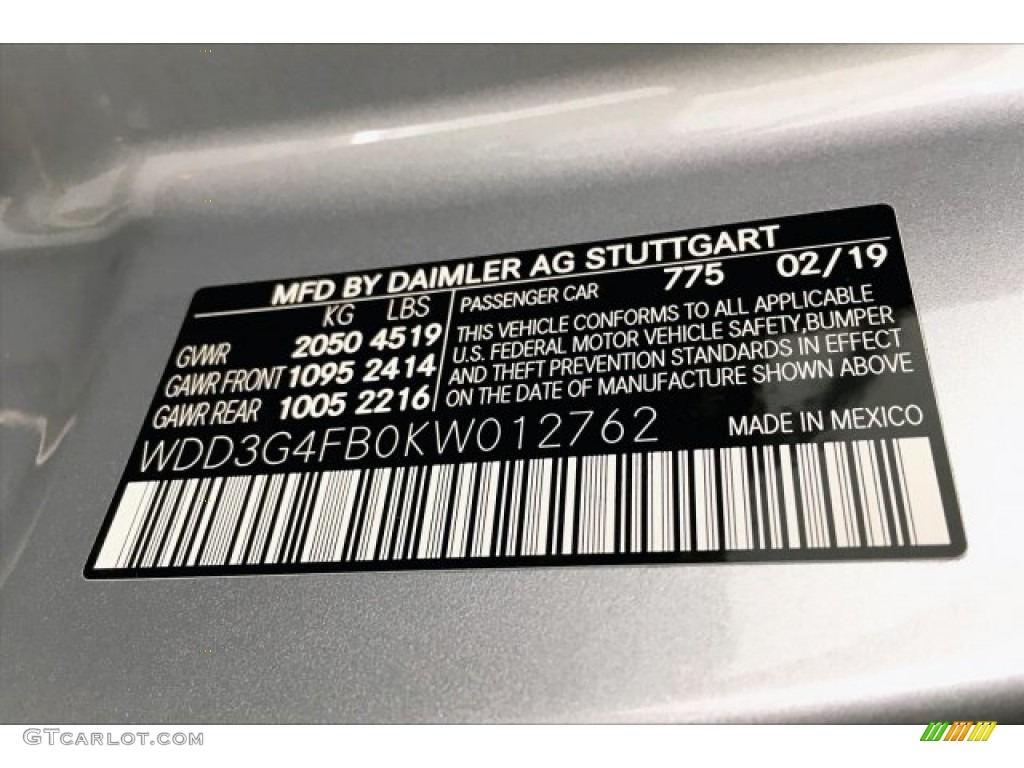 MFD BY DAIMLER AG STUTTGART
KG LBS PASSENGER CAR 775 02/19
GVWR 2050 4519
GAWR FRONT 1095 2414
GAWR REAR 1005 2216
THIS VEHICLE CONFORMS TO ALL APPLICABLE
U.S. FEDERAL MOTOR VEHICLE SAFETY,BUMPER
AND THEFT PREVENTION STANDARDS IN EFFECT
ON THE DATE OF MANUFACTURE SHOWN ABOVE
WDD3G4FB0KW012762 MADE IN MEXICO
GTCARLOT.COM